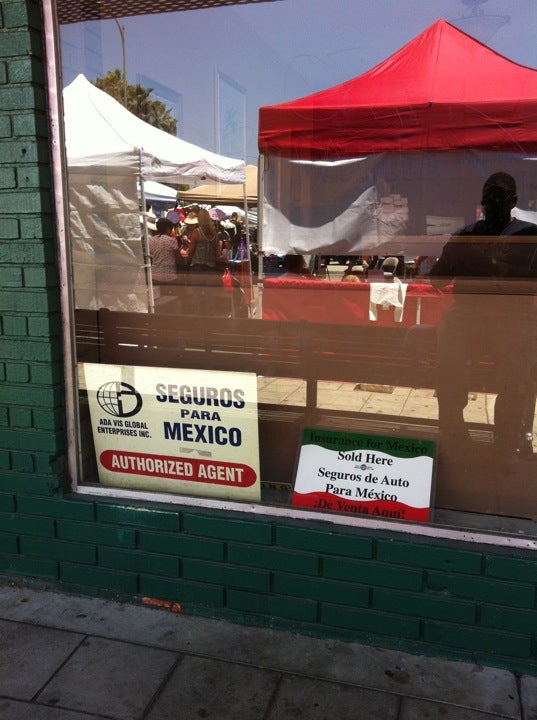 SEGUROS
PARA
MEXICO
ADA VIS GLOBAL
ENTERPRISES INC.
AUTHORIZED AGENT
Insurance for Mexico
Sold Here
Seguros de Auto
Para México
¡De Venta Aquí!